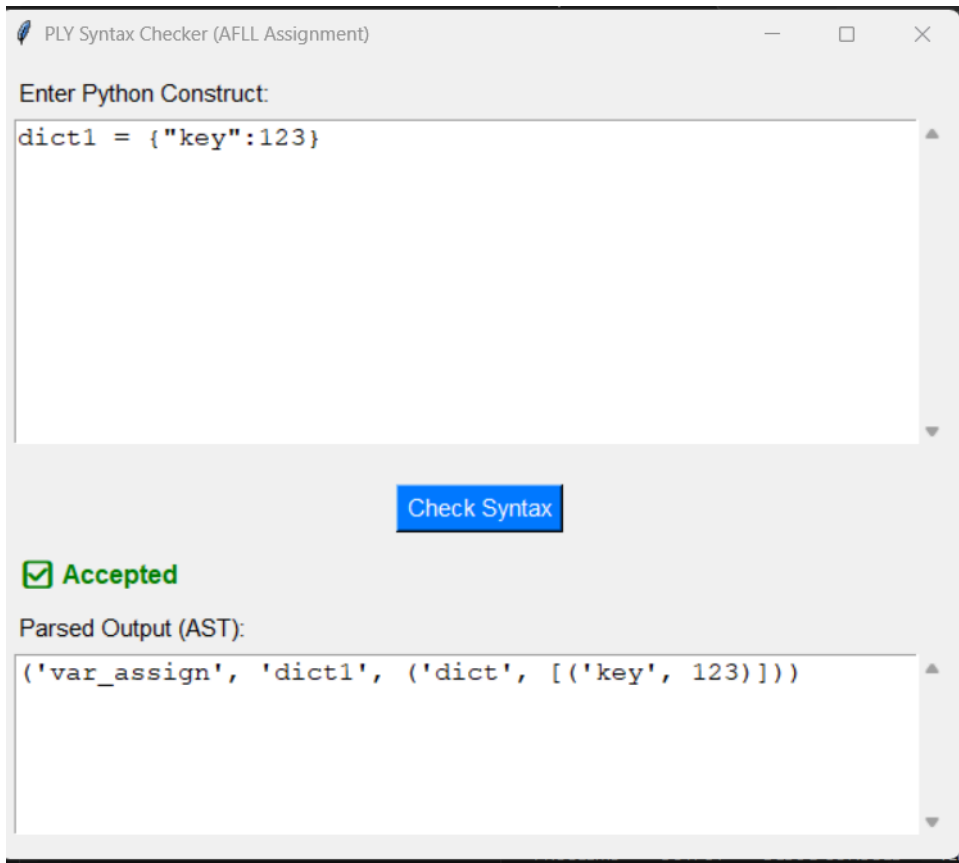 PLY Syntax Checker (AFLL Assignment)
Enter Python Construct:
dict1 = {"key":123}
Check Syntax
Accepted
Parsed Output (AST):
('var_assign', 'dict1', ('dict', [('key', 123)]))